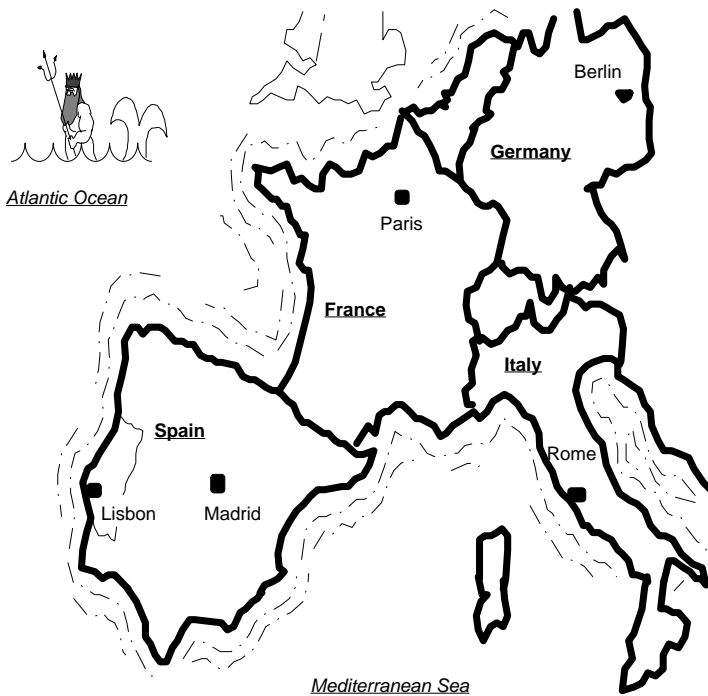 Berlin
Germany
Atlantic Ocean
Paris
France
Italy
Spain
Rome
Lisbon
Madrid
Mediterranean Sea